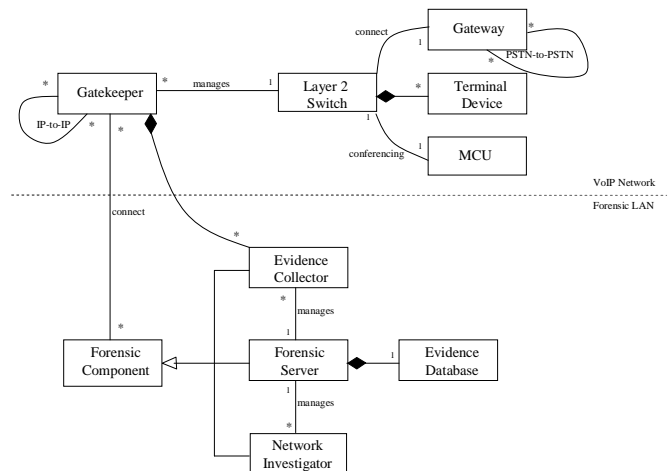 Gateway
*
PSTN-to-PSTN
*
connect
1
Gatekeeper
*
*
IP-to-IP
*
*
manages
1
Layer 2
Switch
*
Terminal
Device
1
conferencing
1
MCU
VoIP Network
Forensic LAN
connect
*
*
Evidence
Collector
*
manages
1
Forensic
Component
Forensic
Server
1
Evidence
Database
1
manages
*
Network
Investigator